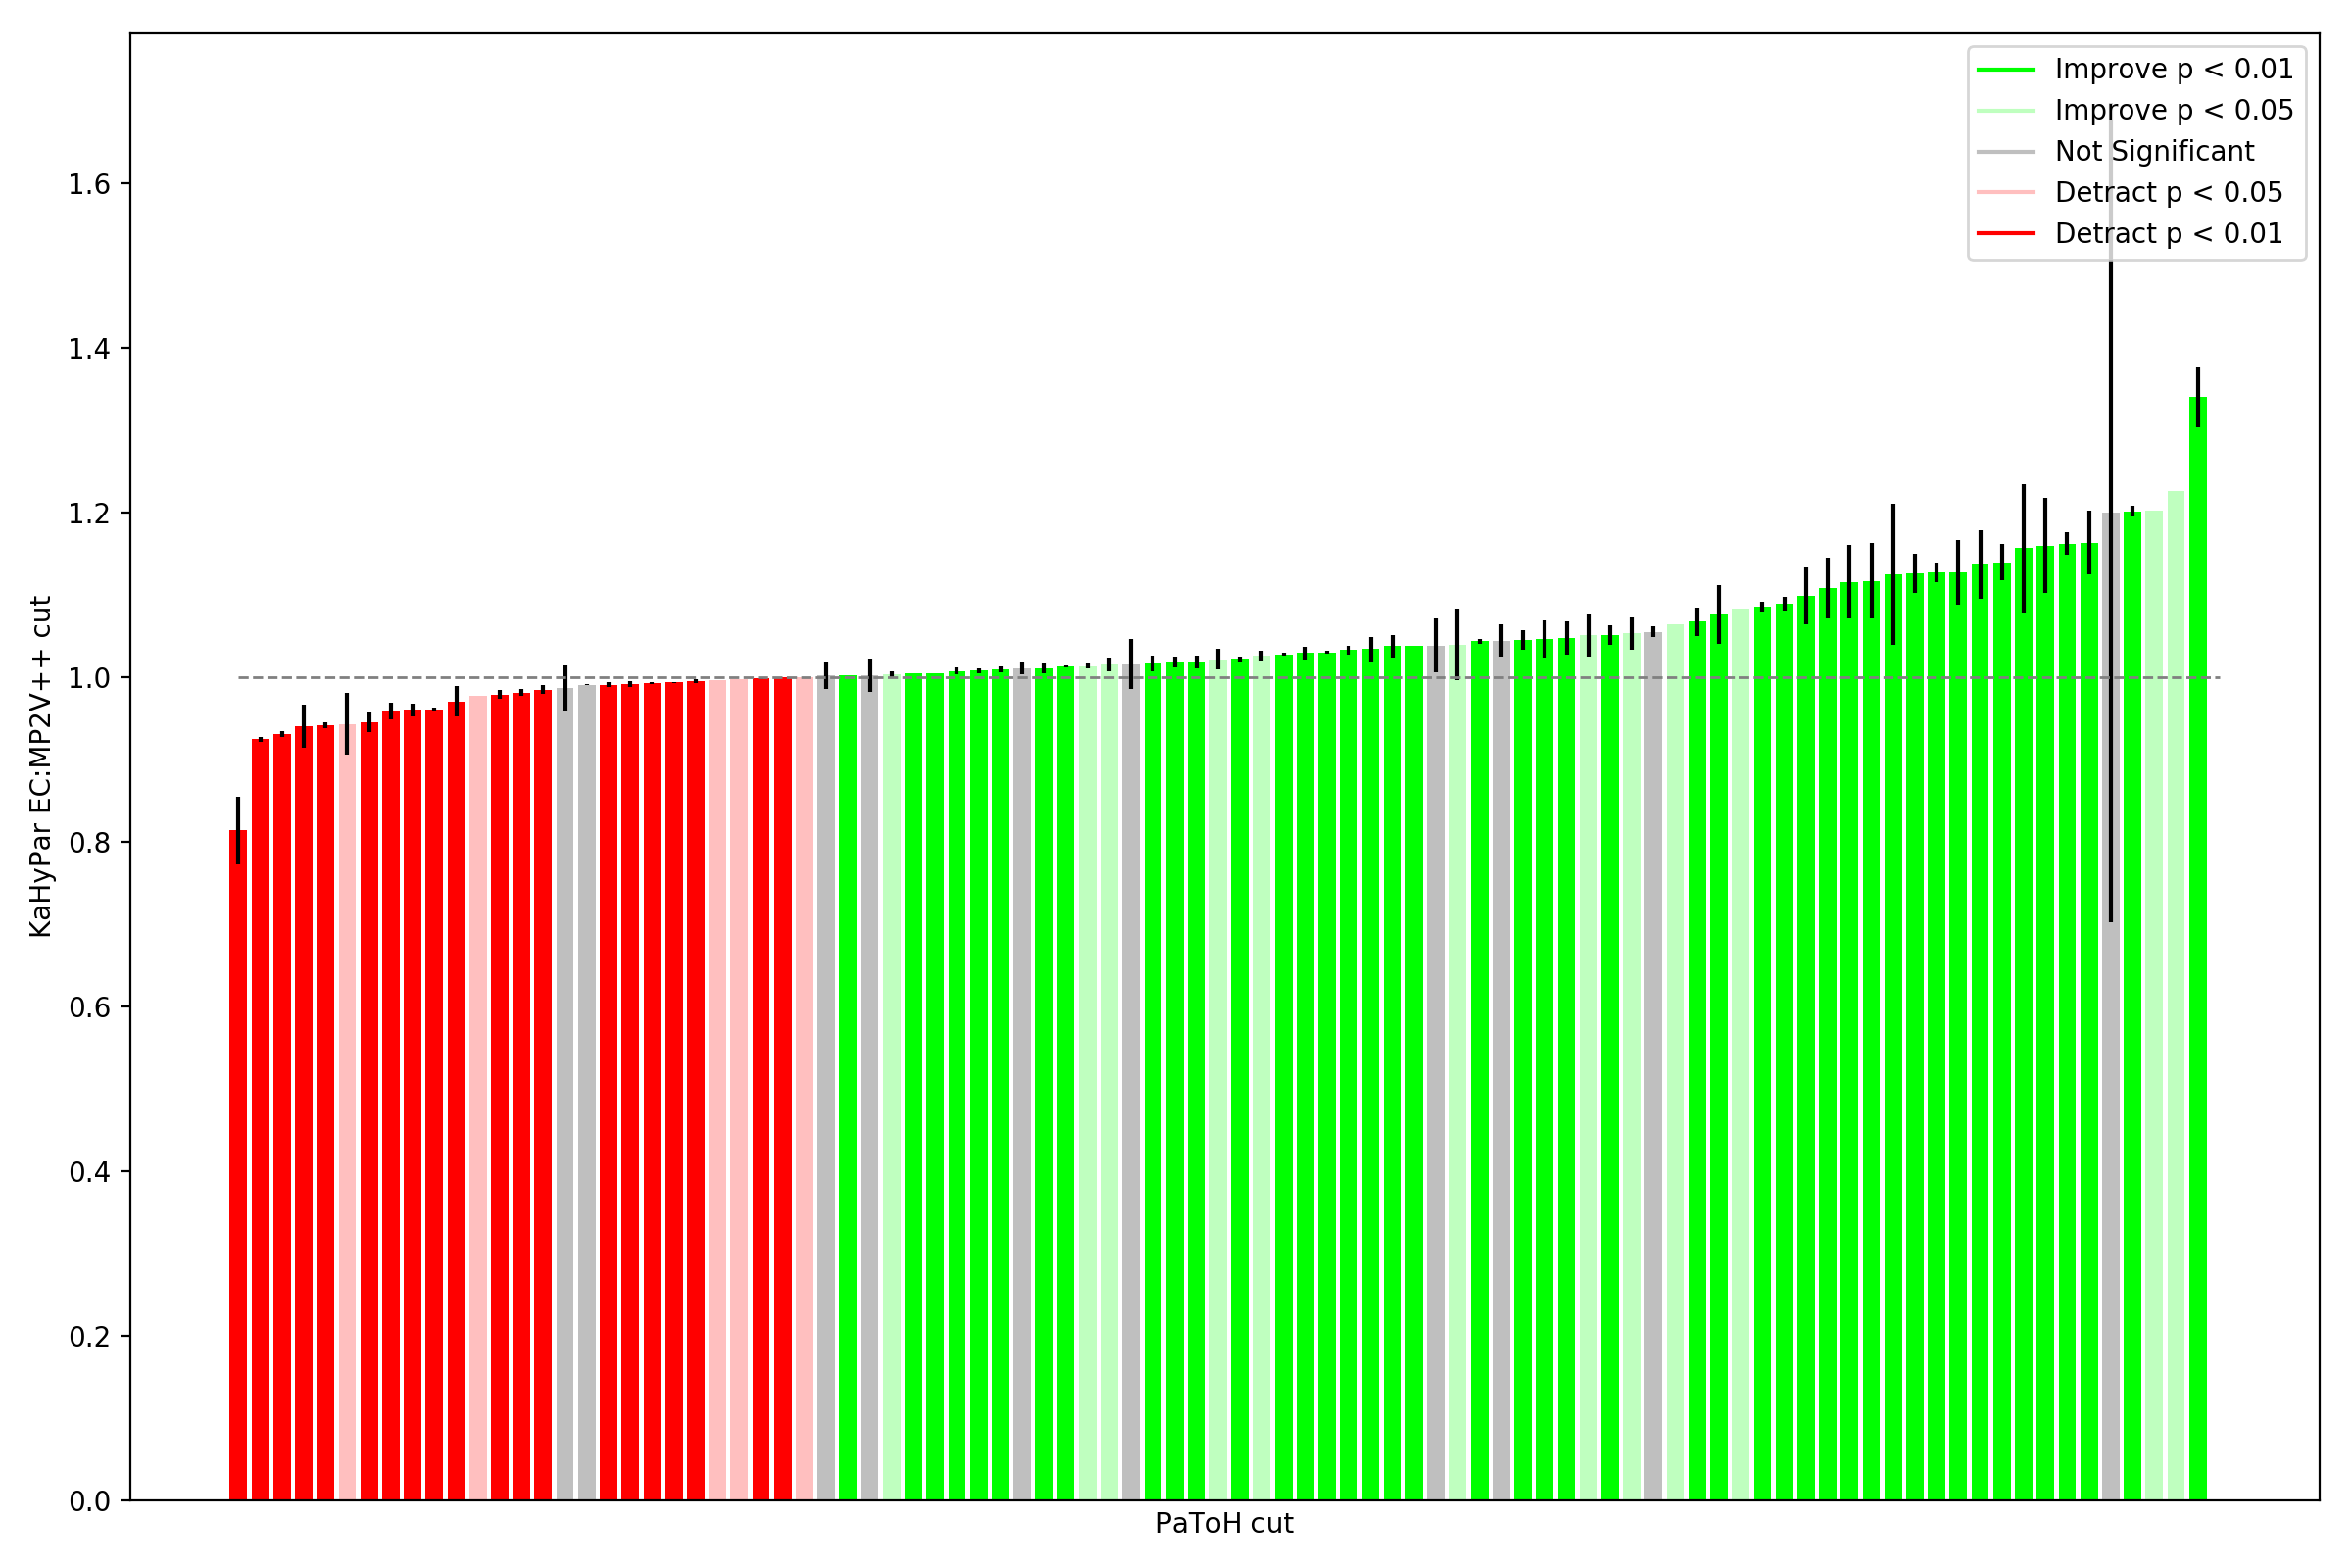 Improve p < 0.01
Improve p < 0.05
Not Significant
Detract p < 0.05
Detract p < 0.01
1.6
1.4
1.2
1.0
0.8
0.6
0.4
0.2
0.0
KaHyPar EC:MP2V++ cut
PaToH cut